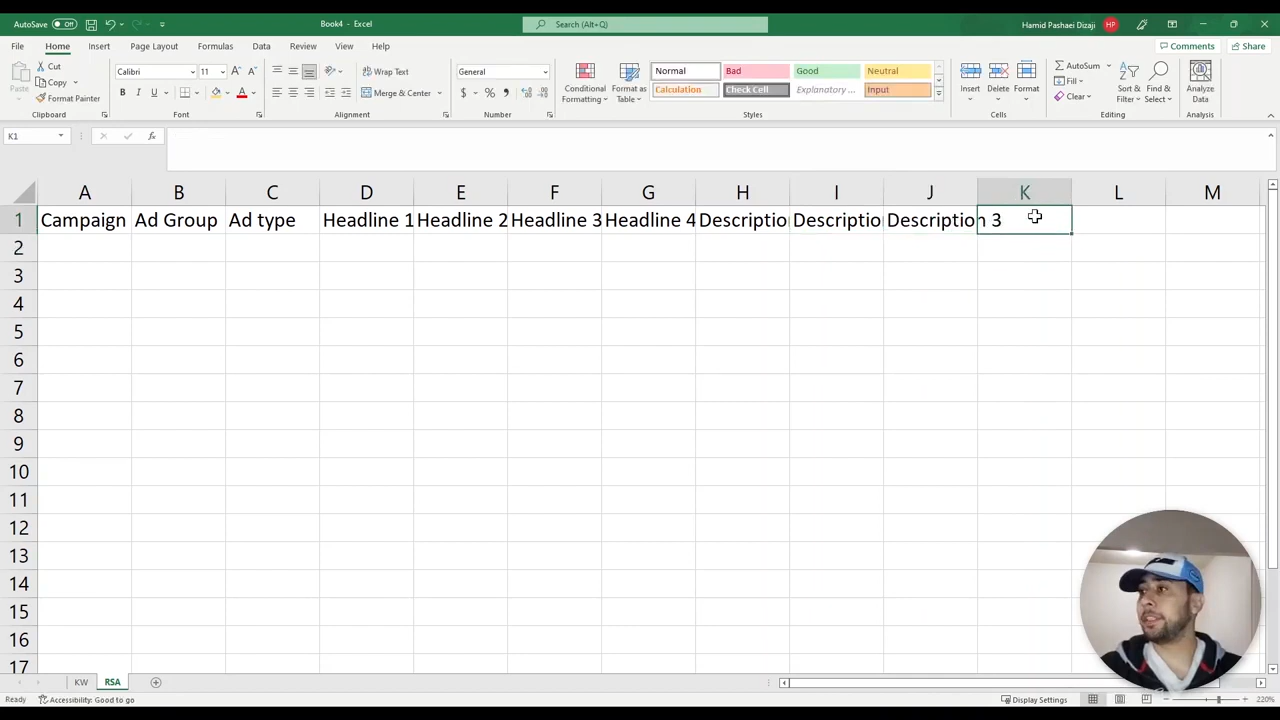 AutoSave Off Book4 - Excel Search (Alt+Q) Hamid Pashaei Dizaji HP
File Home Insert Page Layout Formulas Data Review View Help Comments Share
Cut Calibri 11 A A Wrap Text General Normal Bad Good Neutral AutoSum
Paste Copy Fill
Format Painter B I U A Merge & Center $ % Conditional Formatting Format as Table Calculation Check Cell Explanatory ... Input Insert Delete Format Clear Sort & Filter Find & Select Analyze Data
Clipboard Font Alignment Number Styles Cells Editing Analysis
K1 fx
A B C D E F G H I J K L M
1 Campaign Ad Group Ad type Headline 1 Headline 2 Headline 3 Headline 4 Descriptio Descriptio Description 3
2
3
4
5
6
7
8
9
10
11
12
13
14
15
16
17
KW RSA
Ready Accessibility: Good to go Display Settings 220%